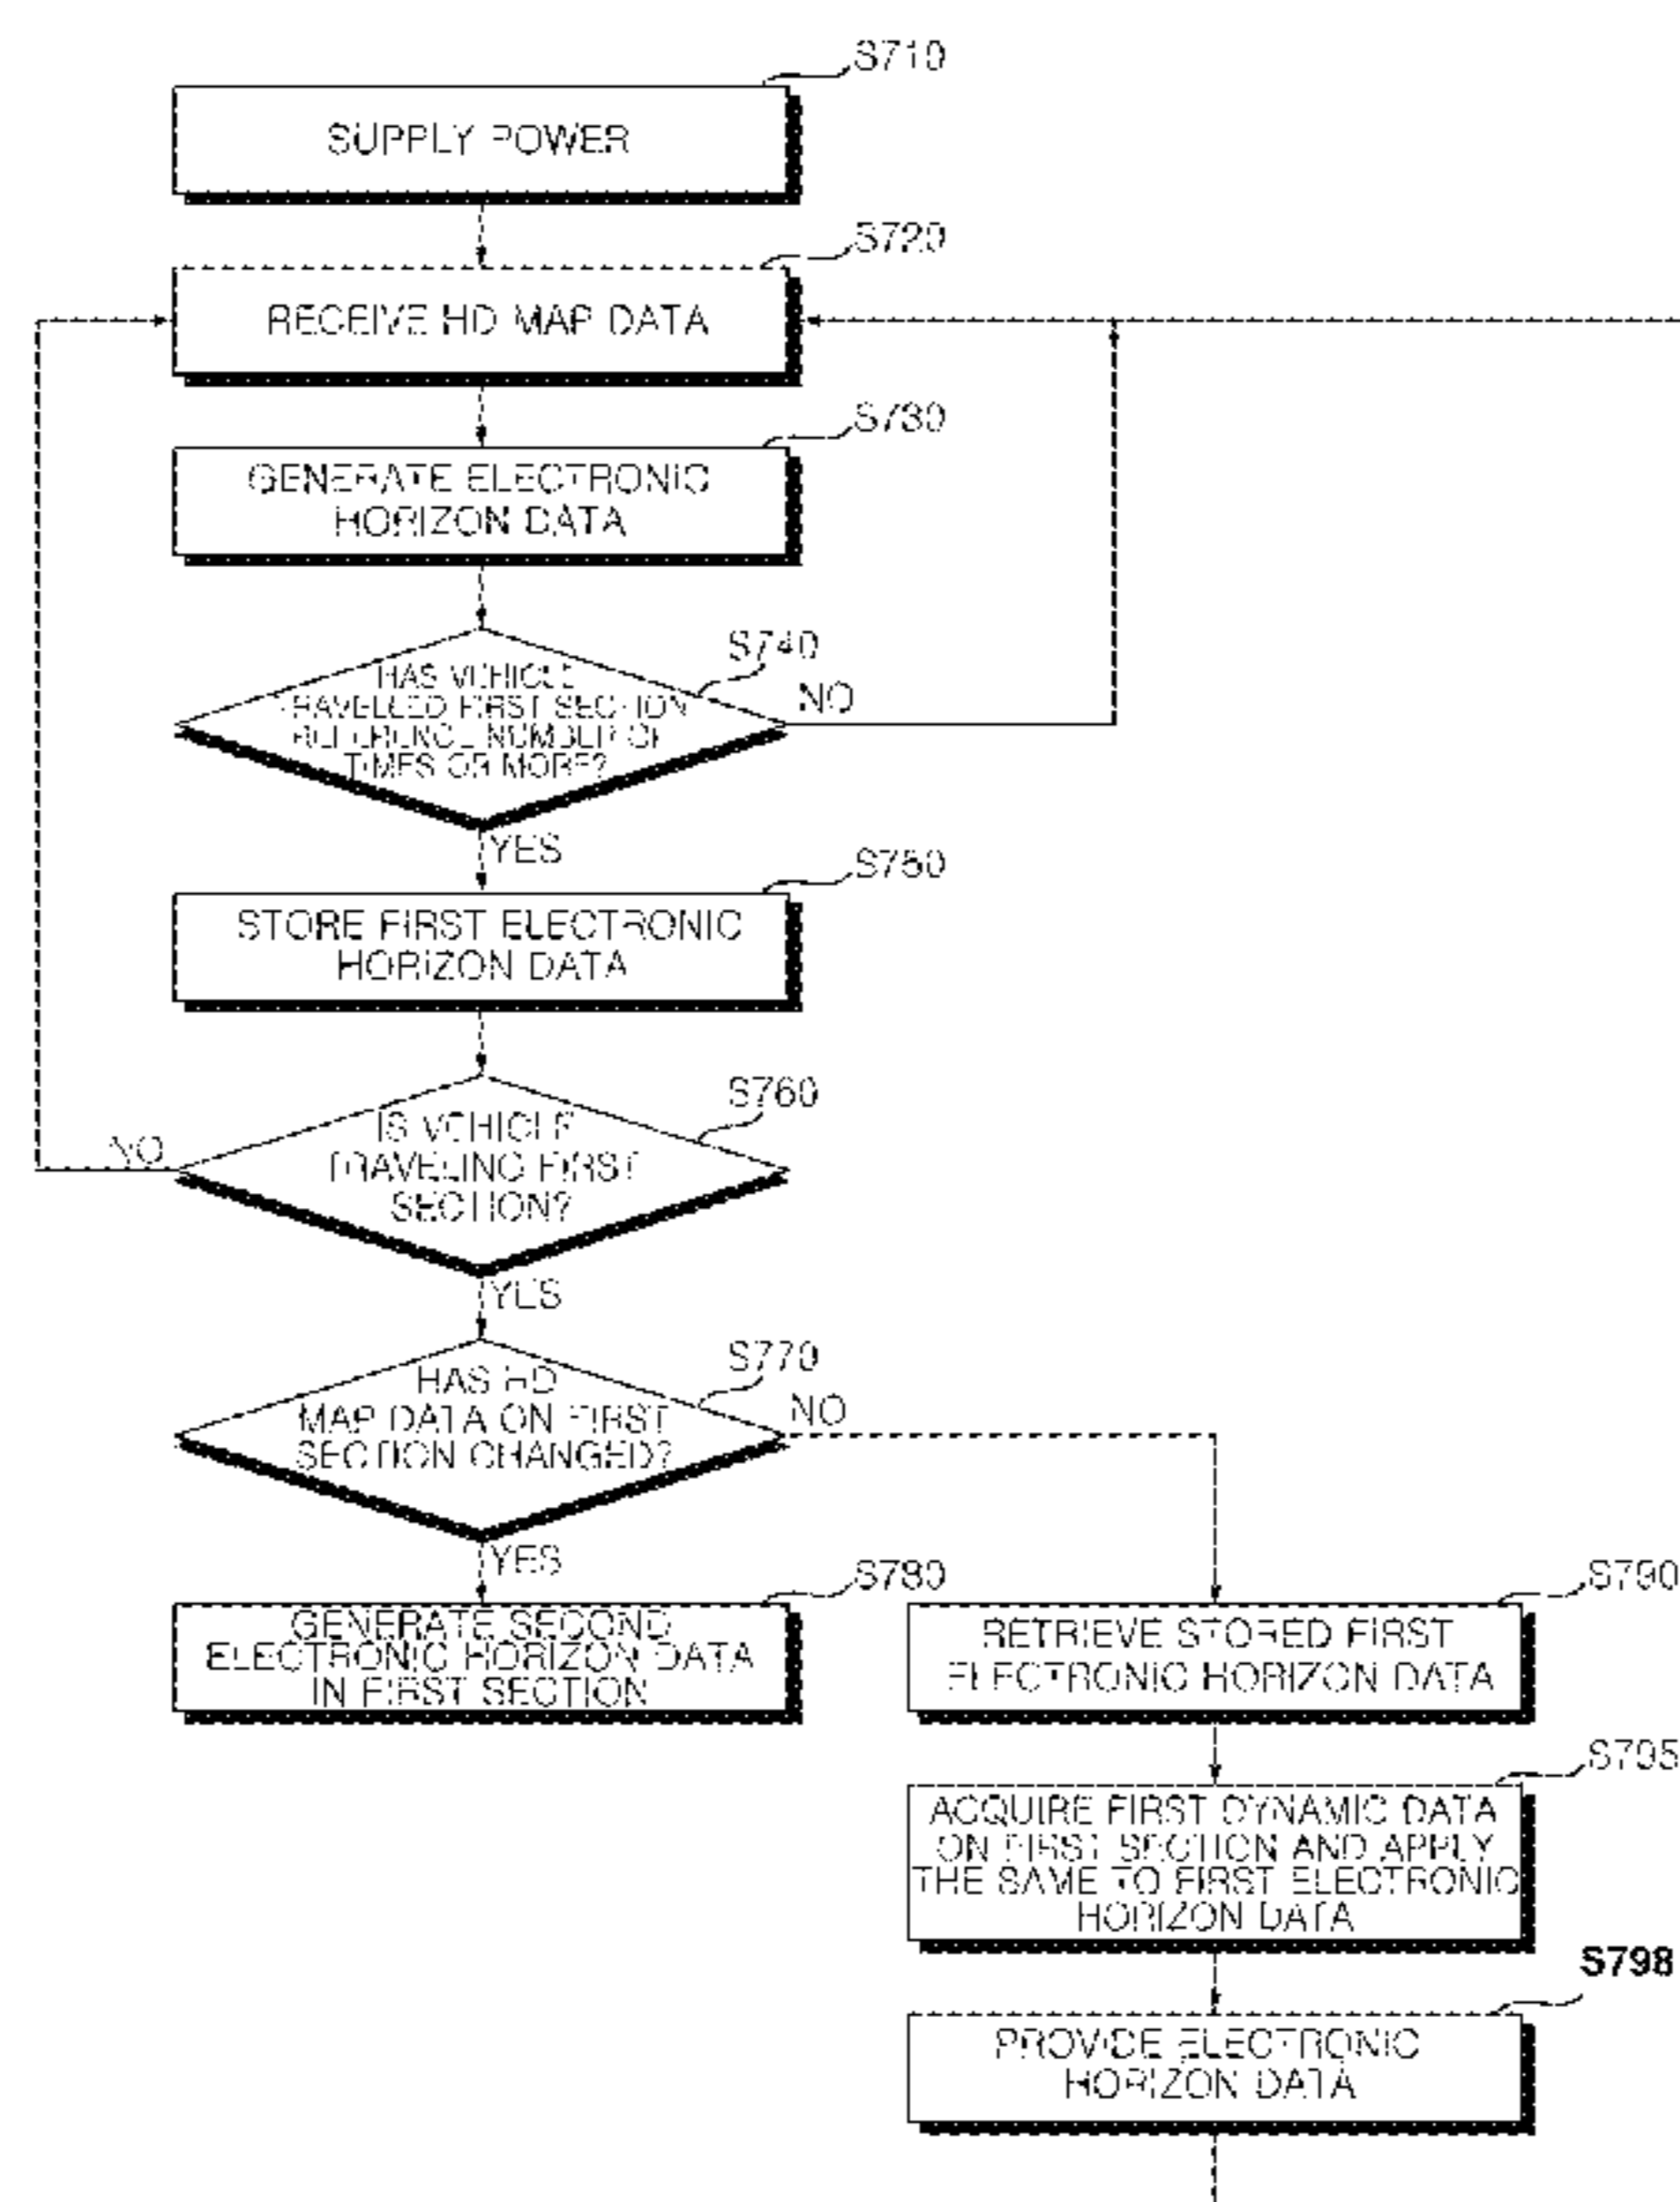 S710
SUPPLY POWER
S720
RECEIVE HD MAP DATA
S730
GENERATE ELECTRONIC
HORIZON DATA
S740
HAS VEHICLE
TRAVELLED FIRST SECTION
REFERENCE NUMBER OF
TIMES OR MORE?
NO
YES
S750
STORE FIRST ELECTRONIC
HORIZON DATA
S760
IS VEHICLE
TRAVELING FIRST
SECTION?
NO
YES
S770
HAS HD
MAP DATA ON FIRST
SECTION CHANGED?
NO
YES
S780
GENERATE SECOND
ELECTRONIC HORIZON DATA
IN FIRST SECTION
S790
RETRIEVE STORED FIRST
ELECTRONIC HORIZON DATA
S795
ACQUIRE FIRST DYNAMIC DATA
ON FIRST SECTION AND APPLY
THE SAME TO FIRST ELECTRONIC
HORIZON DATA
S798
PROVIDE ELECTRONIC
HORIZON DATA